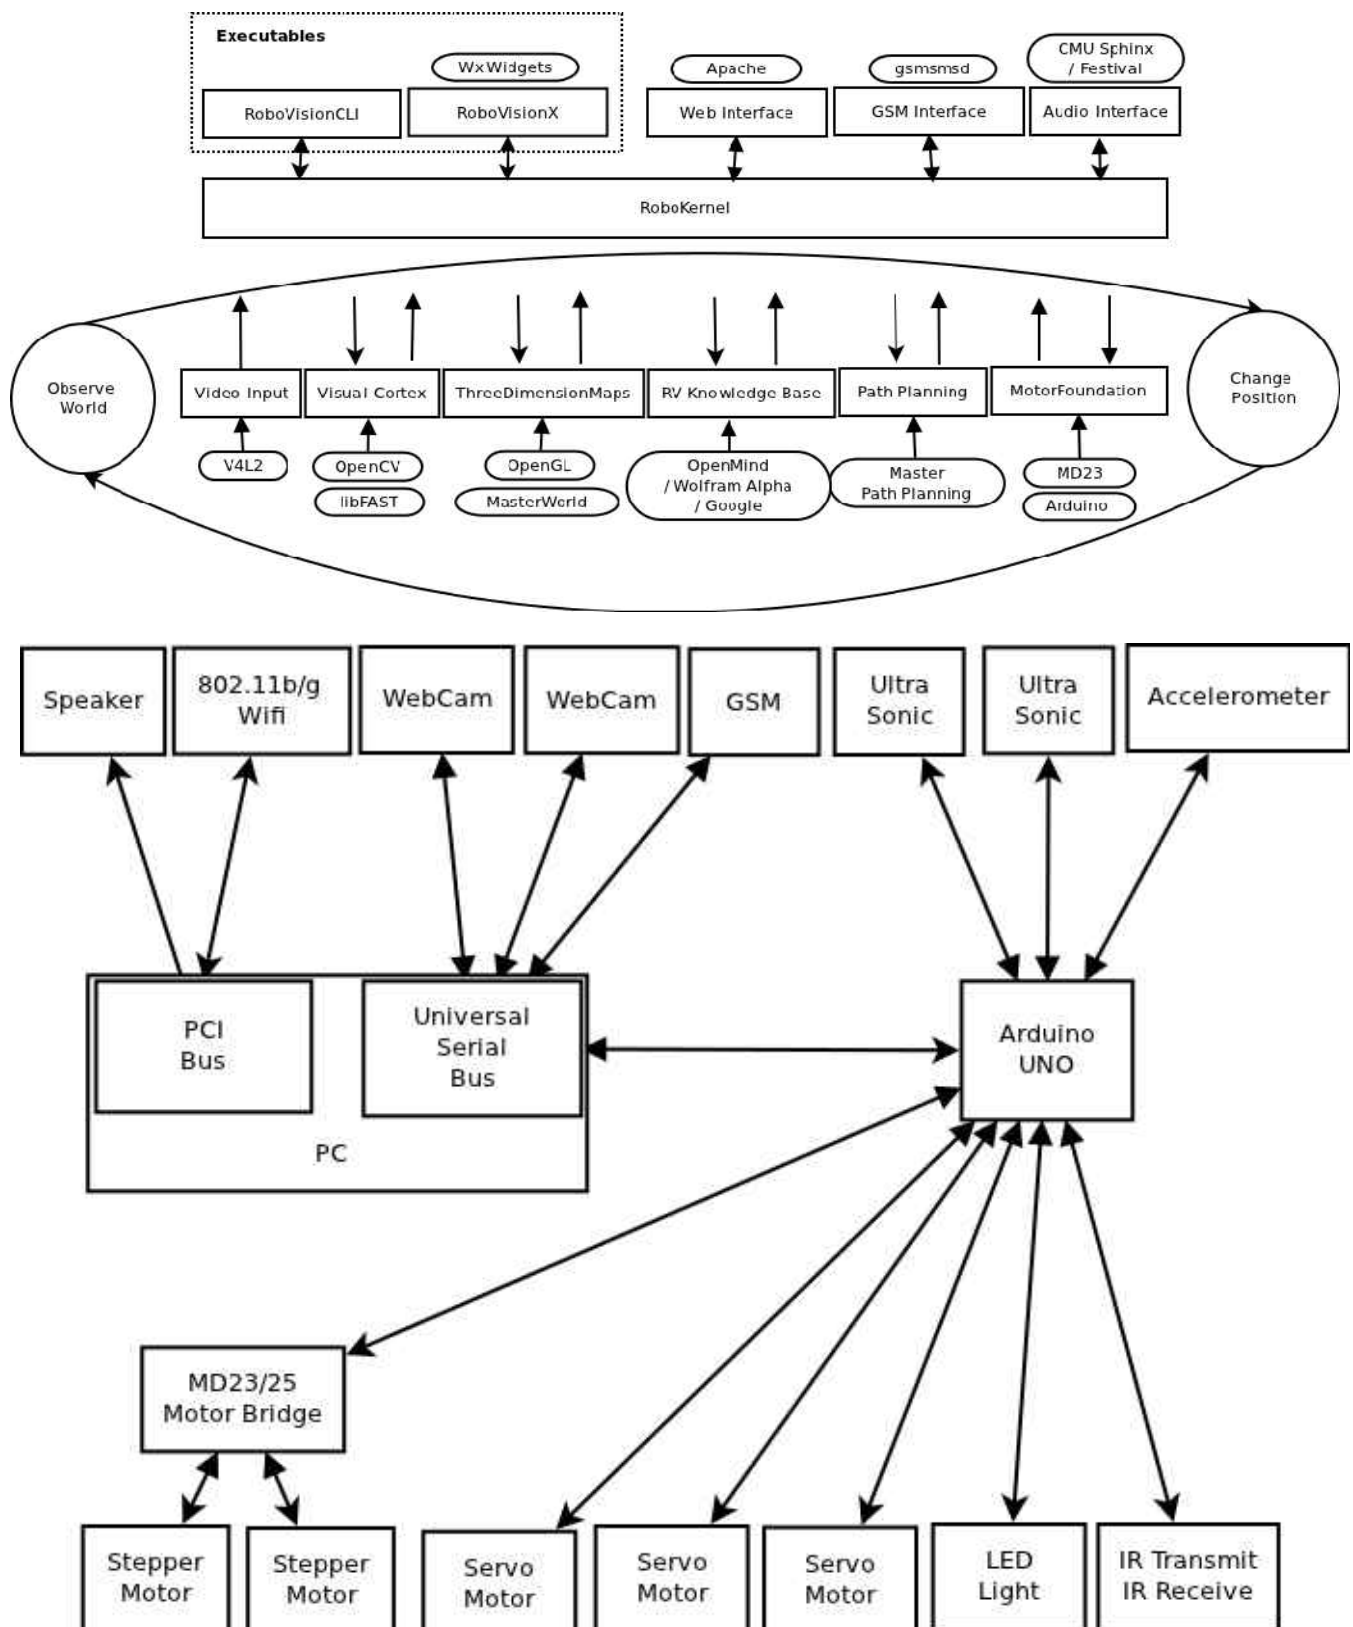 Executables
WxWidgets
Apache
gsmsmsd
CMU Sphinx
/ Festival
RoboVisionCLI
RoboVisionX
Web Interface
GSM Interface
Audio Interface
RoboKernel
Observe
World
Video Input
Visual Cortex
ThreeDimensionMaps
RV Knowledge Base
Path Planning
MotorFoundation
Change
Position
V4L2
OpenCV
libFAST
OpenGL
MasterWorld
OpenMind
/ Wolfram Alpha
/ Google
Master
Path Planning
MD23
Arduino
Speaker
802.11b/g
Wifi
WebCam
WebCam
GSM
Ultra
Sonic
Ultra
Sonic
Accelerometer
PCI
Bus
Universal
Serial
Bus
PC
Arduino
UNO
MD23/25
Motor Bridge
Stepper
Motor
Stepper
Motor
Servo
Motor
Servo
Motor
Servo
Motor
LED
Light
IR Transmit
IR Receive